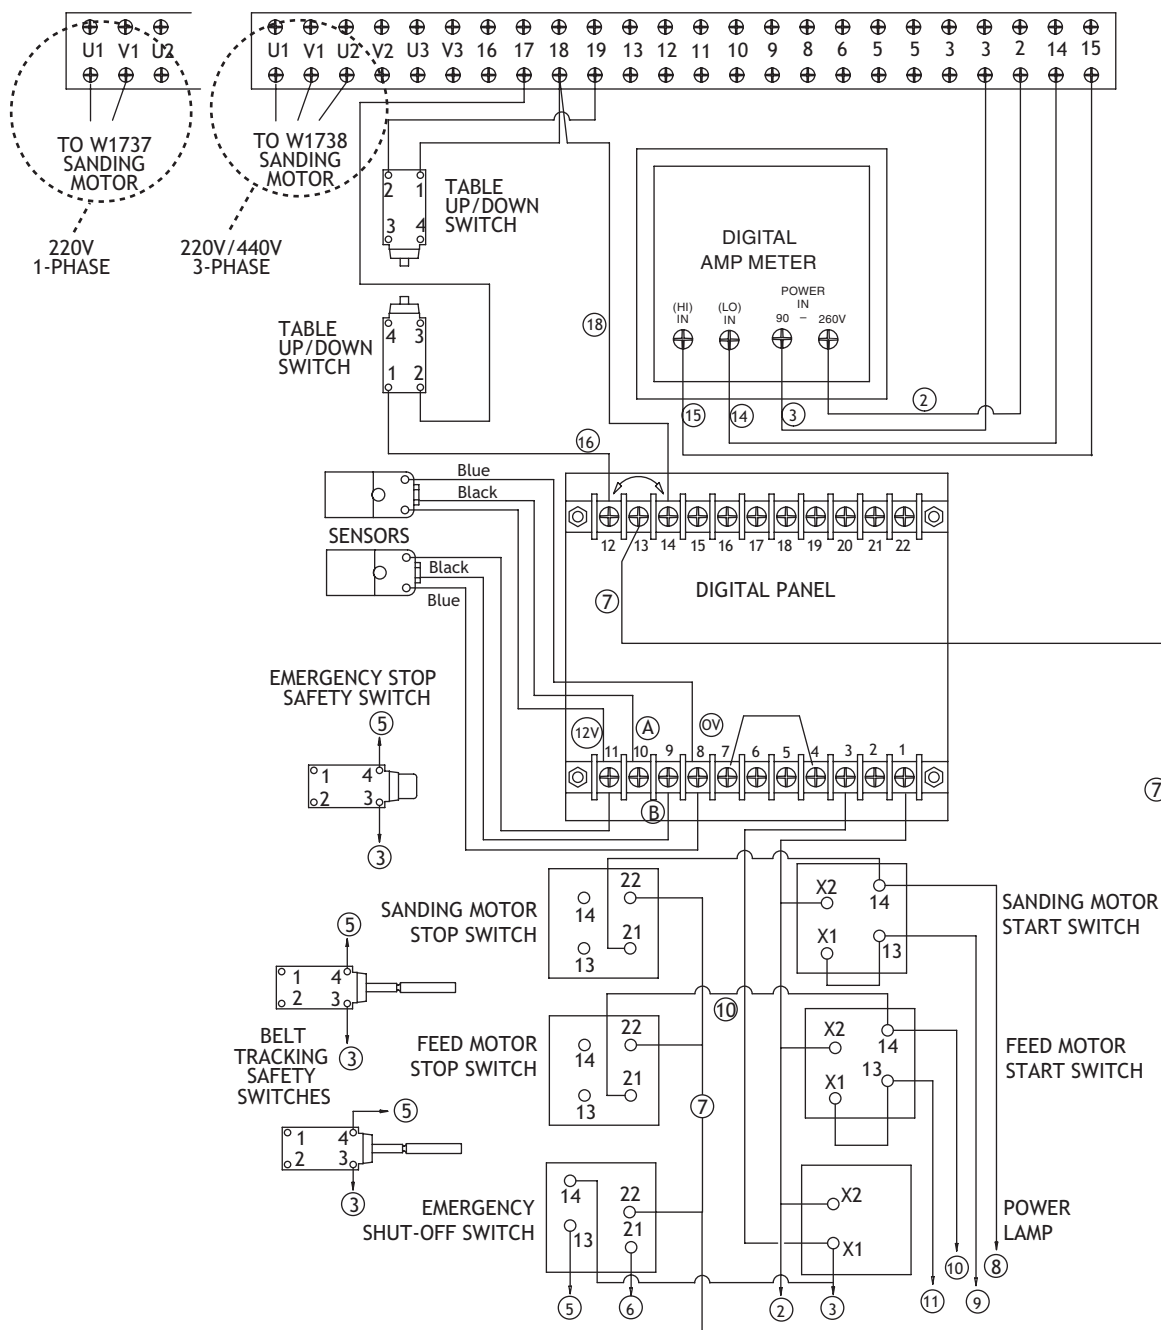 U1 V1 U2
U1 V1 U2 V2 U3 V3 16 17 18 19 13 12 11 10 9 8 6 5 5 3 3 2 14 15
TO W1737
SANDING
MOTOR
TO W1738
SANDING
MOTOR
220V
1-PHASE
220V/440V
3-PHASE
2 1
3 4
TABLE
UP/DOWN
SWITCH
TABLE
UP/DOWN
SWITCH
4 3
1 2
18
16
DIGITAL
AMP METER
(HI)
IN
(LO)
IN
POWER
IN
90 – 260V
15
14
3
2
Blue
Black
SENSORS
Black
Blue
12 13 14 15 16 17 18 19 20 21 22
7
DIGITAL PANEL
7
12V
A
0V
11 10 9 8 7 6 5 4 3 2 1
B
EMERGENCY STOP
SAFETY SWITCH
5
1 4
2 3
3
SANDING MOTOR
STOP SWITCH
22
14
21
13
X2
14
X1
13
SANDING MOTOR
START SWITCH
5
1 4
2 3
3
BELT
TRACKING
SAFETY
SWITCHES
5
1 4
2 3
3
10
FEED MOTOR
STOP SWITCH
22
14
21
13
X2
14
13
X1
FEED MOTOR
START SWITCH
7
EMERGENCY
SHUT-OFF SWITCH
14
22
21
13
X2
X1
POWER
LAMP
5
6
2
3
11
10
9
8